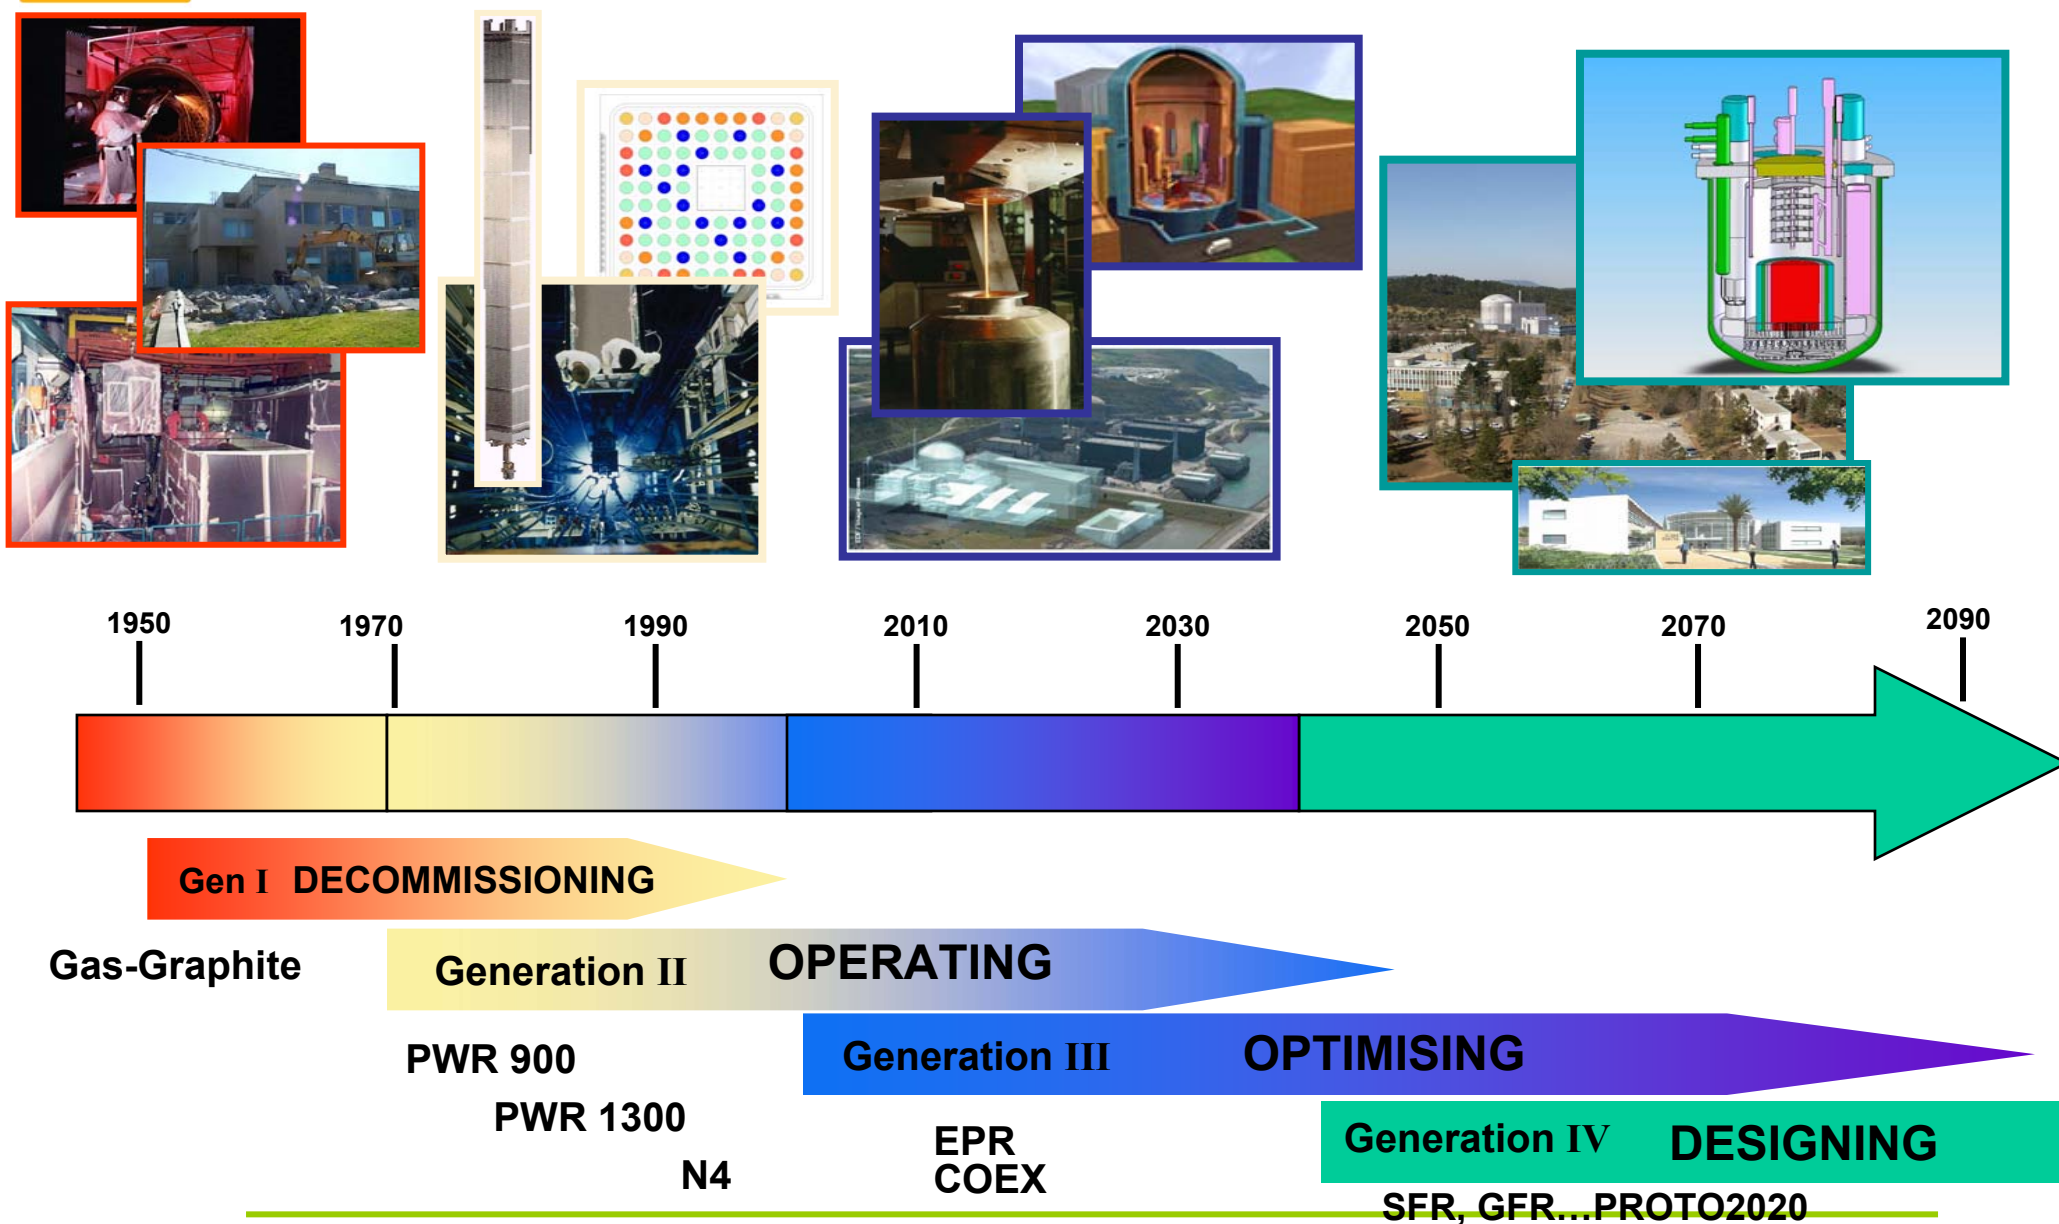 1950 1970 1990 2010 2030 2050 2070 2090
Gen I DECOMMISSIONING
Gas-Graphite
Generation II OPERATING
PWR 900
Generation III OPTIMISING
PWR 1300
EPR
Generation IV DESIGNING
N4
COEX
SFR, GFR...PROTO2020